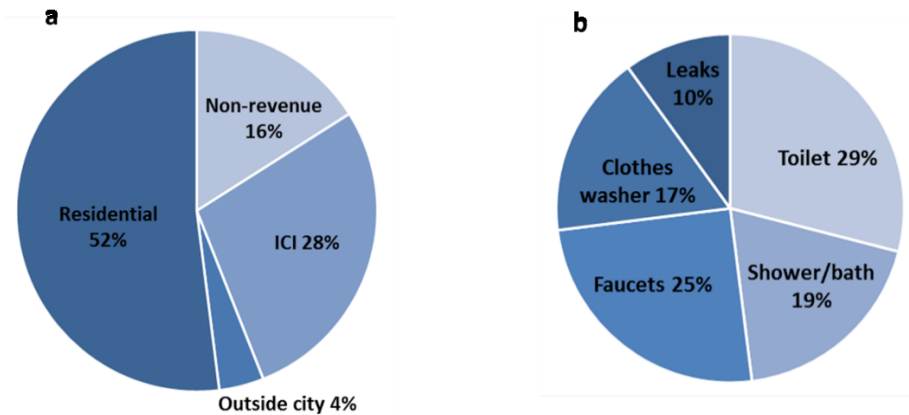 a
Non-revenue
16%
Residential
52%
ICI 28%
Outside city 4%
b
Leaks
10%
Toilet 29%
Clothes
washer 17%
Shower/bath
19%
Faucets 25%